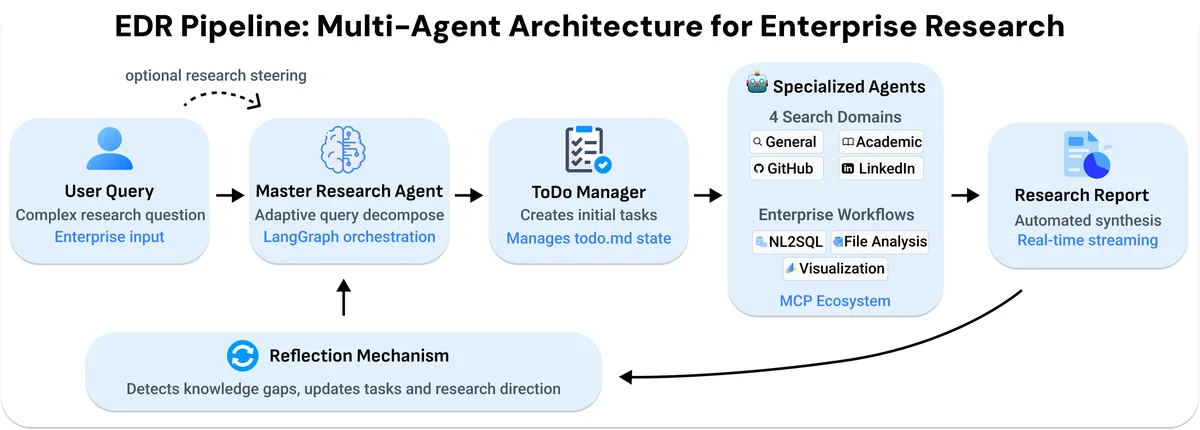 EDR Pipeline: Multi-Agent Architecture for Enterprise Research
optional research steering
User Query
Complex research question
Enterprise input
Master Research Agent
Adaptive query decompose
LangGraph orchestration
ToDo Manager
Creates initial tasks
Manages todo.md state
Specialized Agents
4 Search Domains
General
Academic
GitHub
LinkedIn
Enterprise Workflows
NL2SQL
File Analysis
Visualization
MCP Ecosystem
Research Report
Automated synthesis
Real-time streaming
Reflection Mechanism
Detects knowledge gaps, updates tasks and research direction